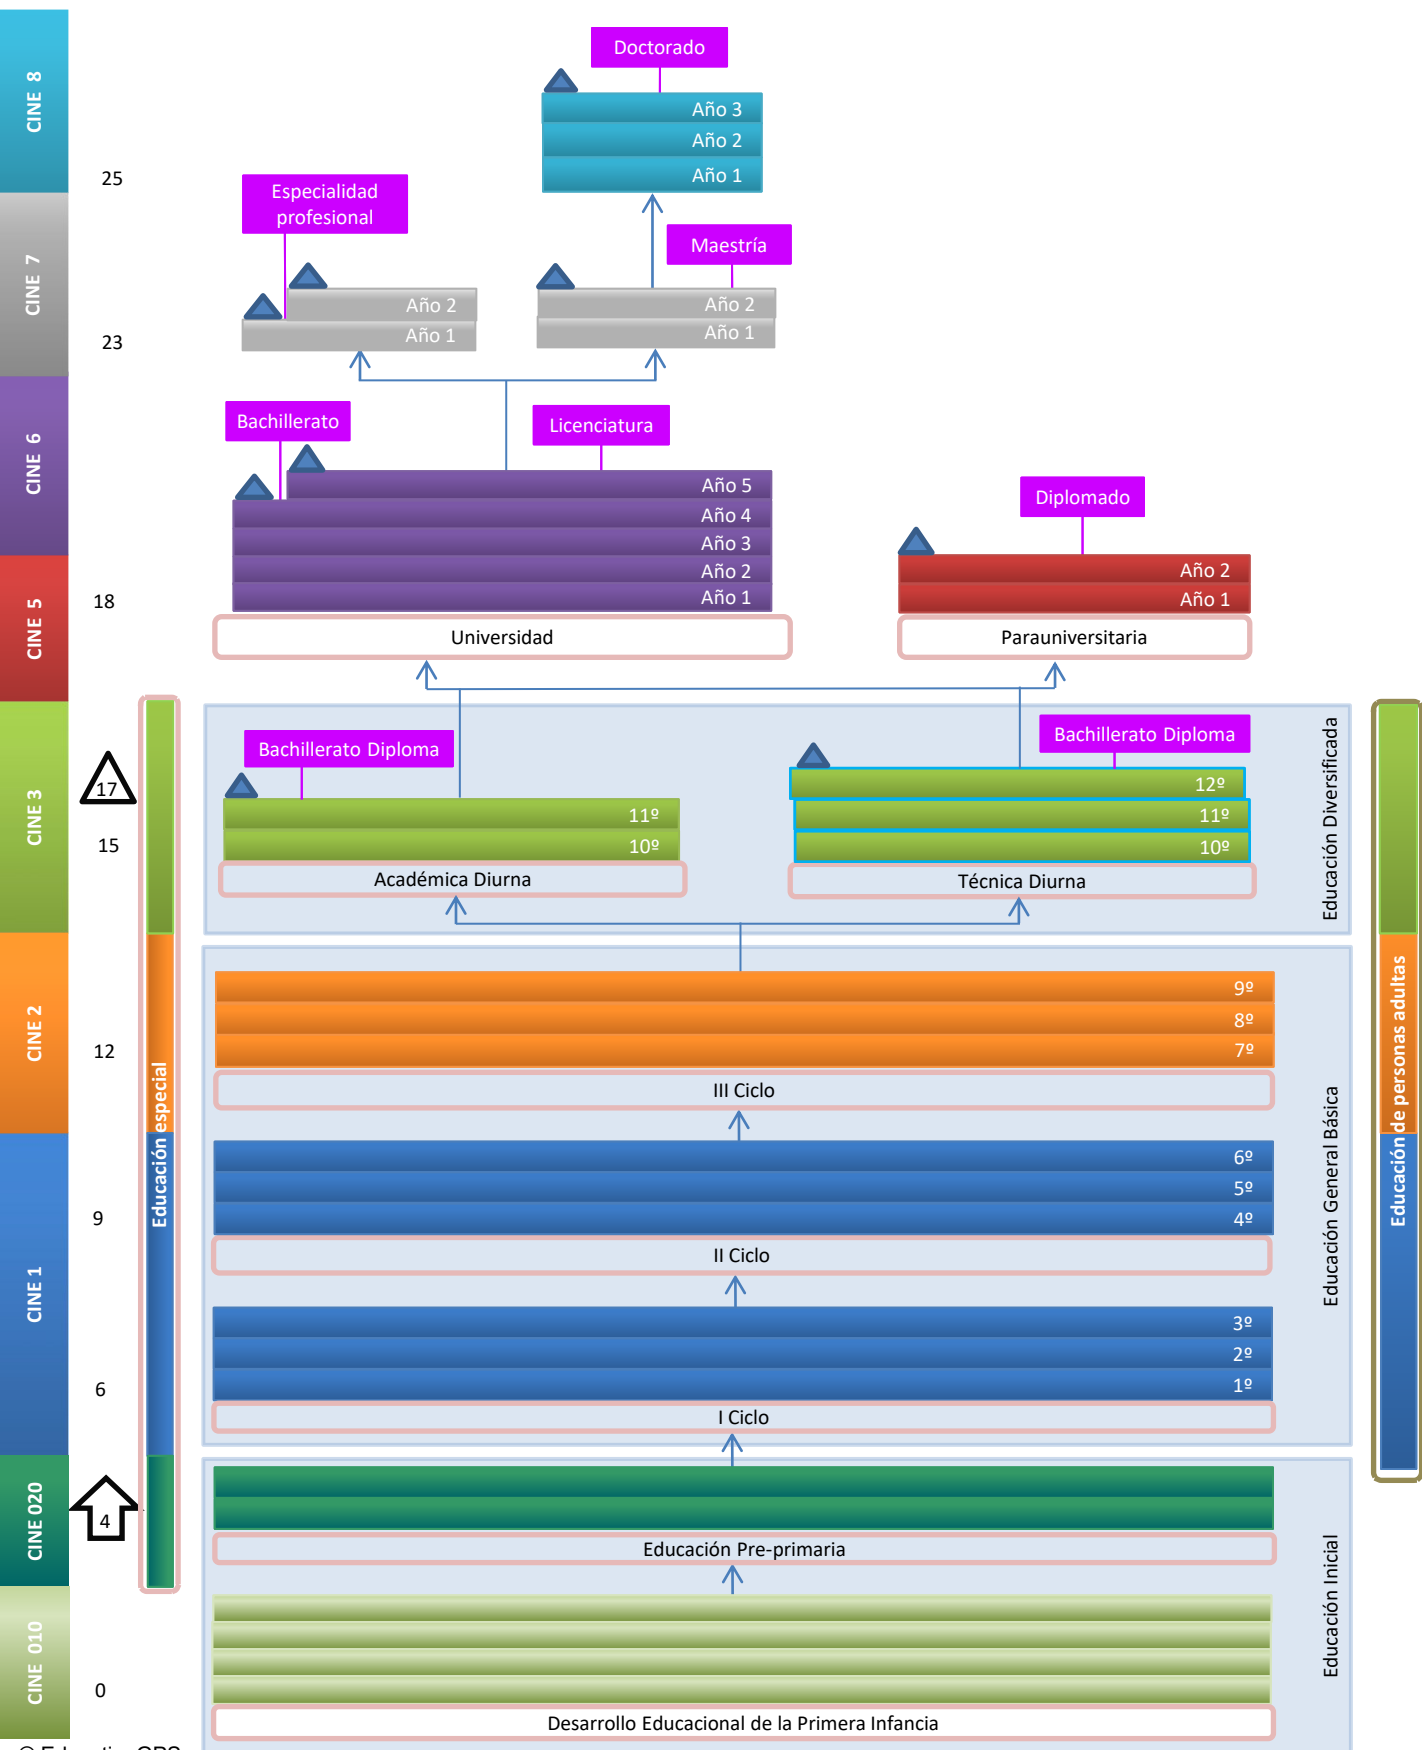 CINE 8
Doctorado
Año 3
Año 2
Año 1
25
CINE 7
Especialidad
profesional
Maestría
Año 2
Año 1
Año 2
Año 1
23
CINE 6
Bachillerato
Licenciatura
Año 5
Año 4
Año 3
Año 2
Año 1
Universidad
CINE 5
18
Diplomado
Año 2
Año 1
Parauniversitaria
CINE 3
17
15
Bachillerato Diploma
11º
10º
Académica Diurna
Bachillerato Diploma
12º
11º
10º
Técnica Diurna
Educación Diversificada
CINE 2
12
9º
8º
7º
III Ciclo
Educación especial
Educación General Básica
Educación de personas adultas
CINE 1
9
6º
5º
4º
II Ciclo
6
3º
2º
1º
I Ciclo
CINE 020
4
Educación Pre-primaria
Educación Inicial
CINE 010
0
Desarrollo Educacional de la Primera Infancia